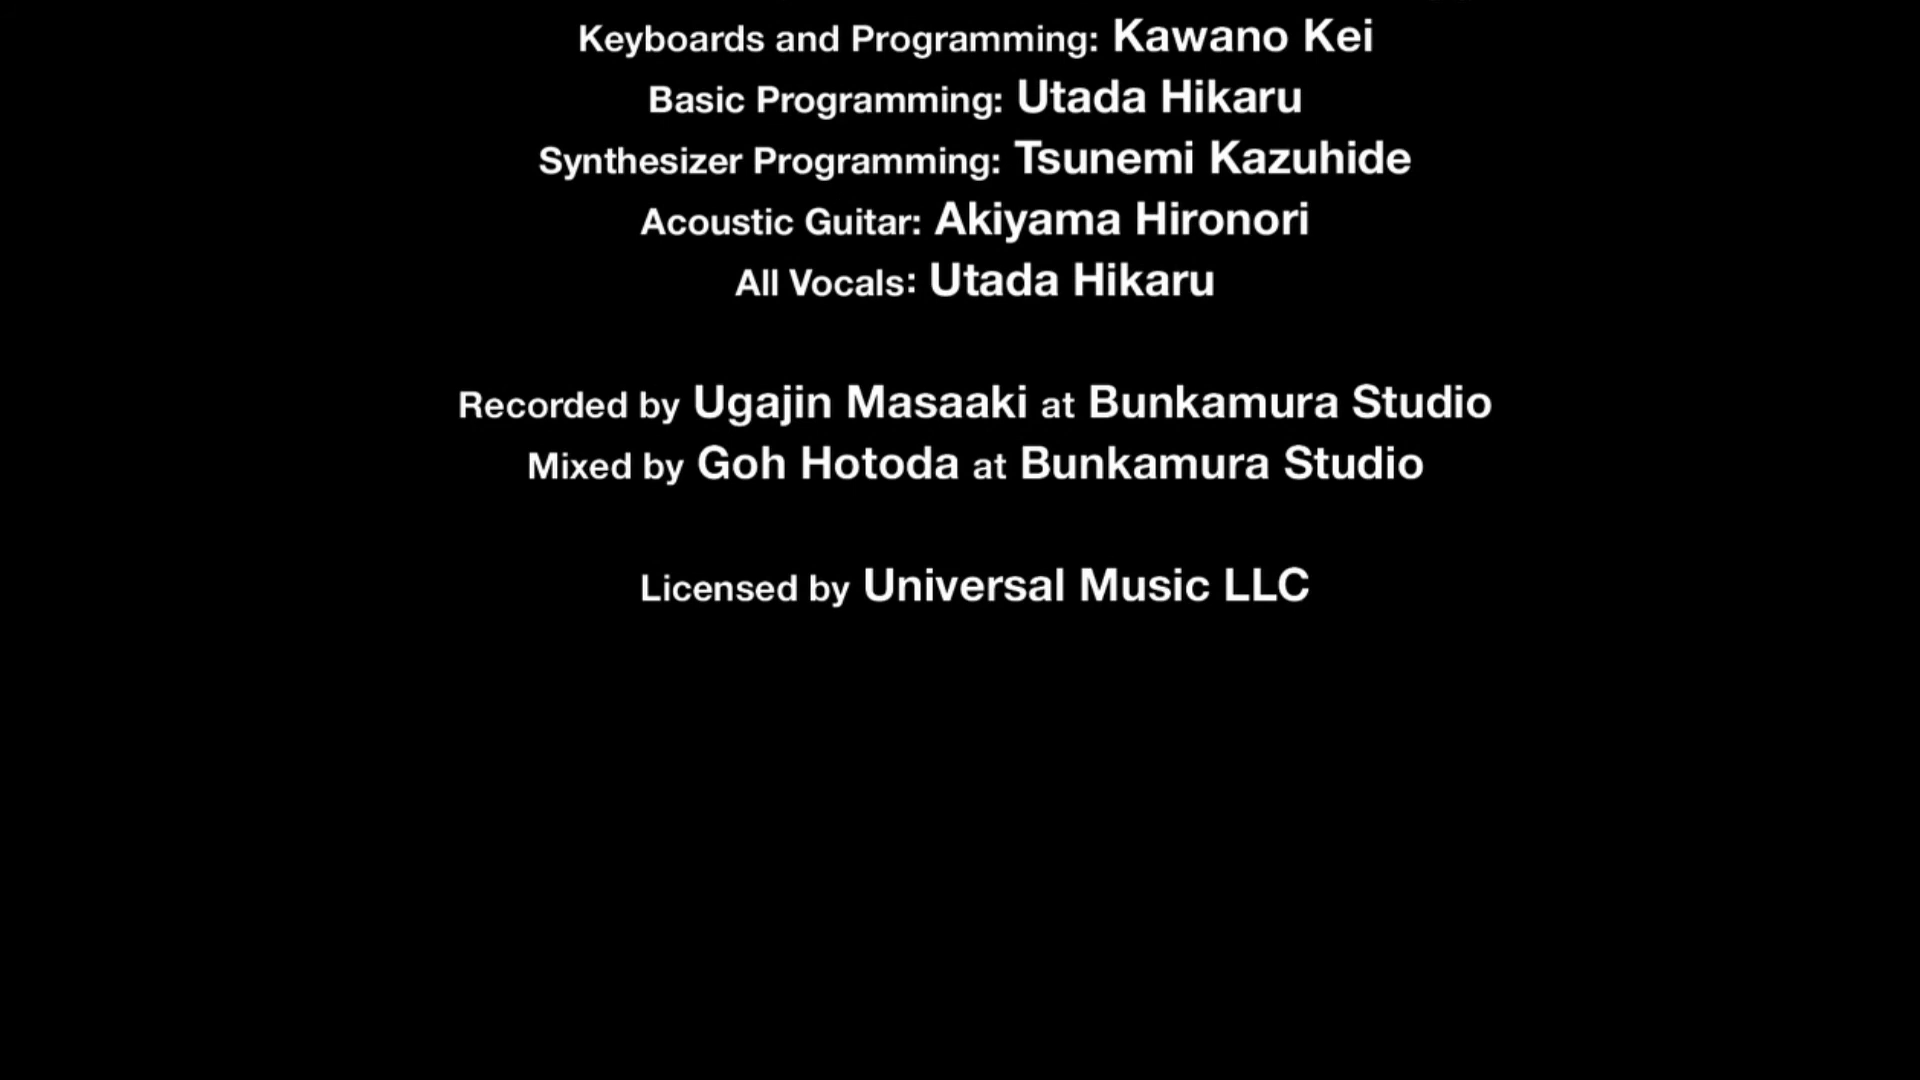 Keyboards and Programming: Kawano Kei
Basic Programming: Utada Hikaru
Synthesizer Programming: Tsunemi Kazuhide
Acoustic Guitar: Akiyama Hironori
All Vocals: Utada Hikaru
Recorded by Ugajin Masaaki at Bunkamura Studio
Mixed by Goh Hotoda at Bunkamura Studio
Licensed by Universal Music LLC